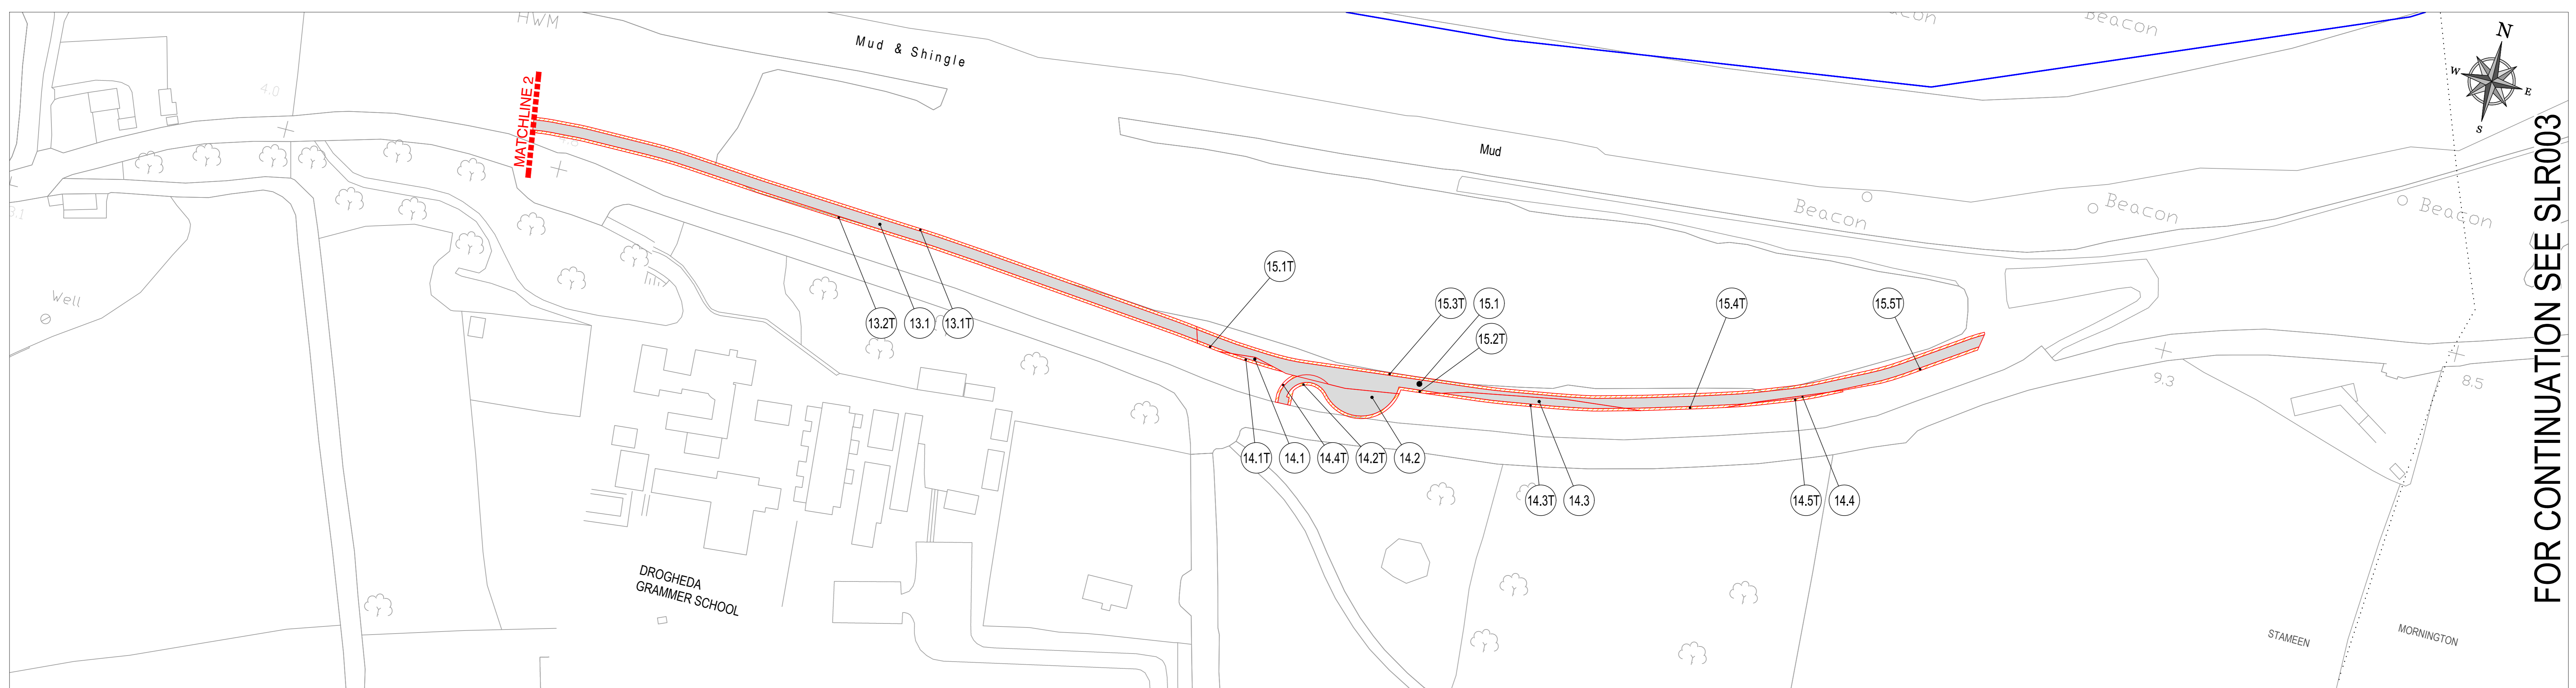 HWM
Mud & Shingle
Beacon
N
W
E
S
4.0
MATCHLINE 2
Mud
Beacon
Beacon
Beacon
3.1
Well
15.1T
15.3T
15.1
15.4T
15.5T
13.2T
13.1
13.1T
15.2T
9.3
8.5
14.1T
14.1
14.4T
14.2T
14.2
14.3T
14.3
14.5T
14.4
DROGHEDA
GRAMMER SCHOOL
STAMEEN
MORNINGTON
FOR CONTINUATION SEE SLR003